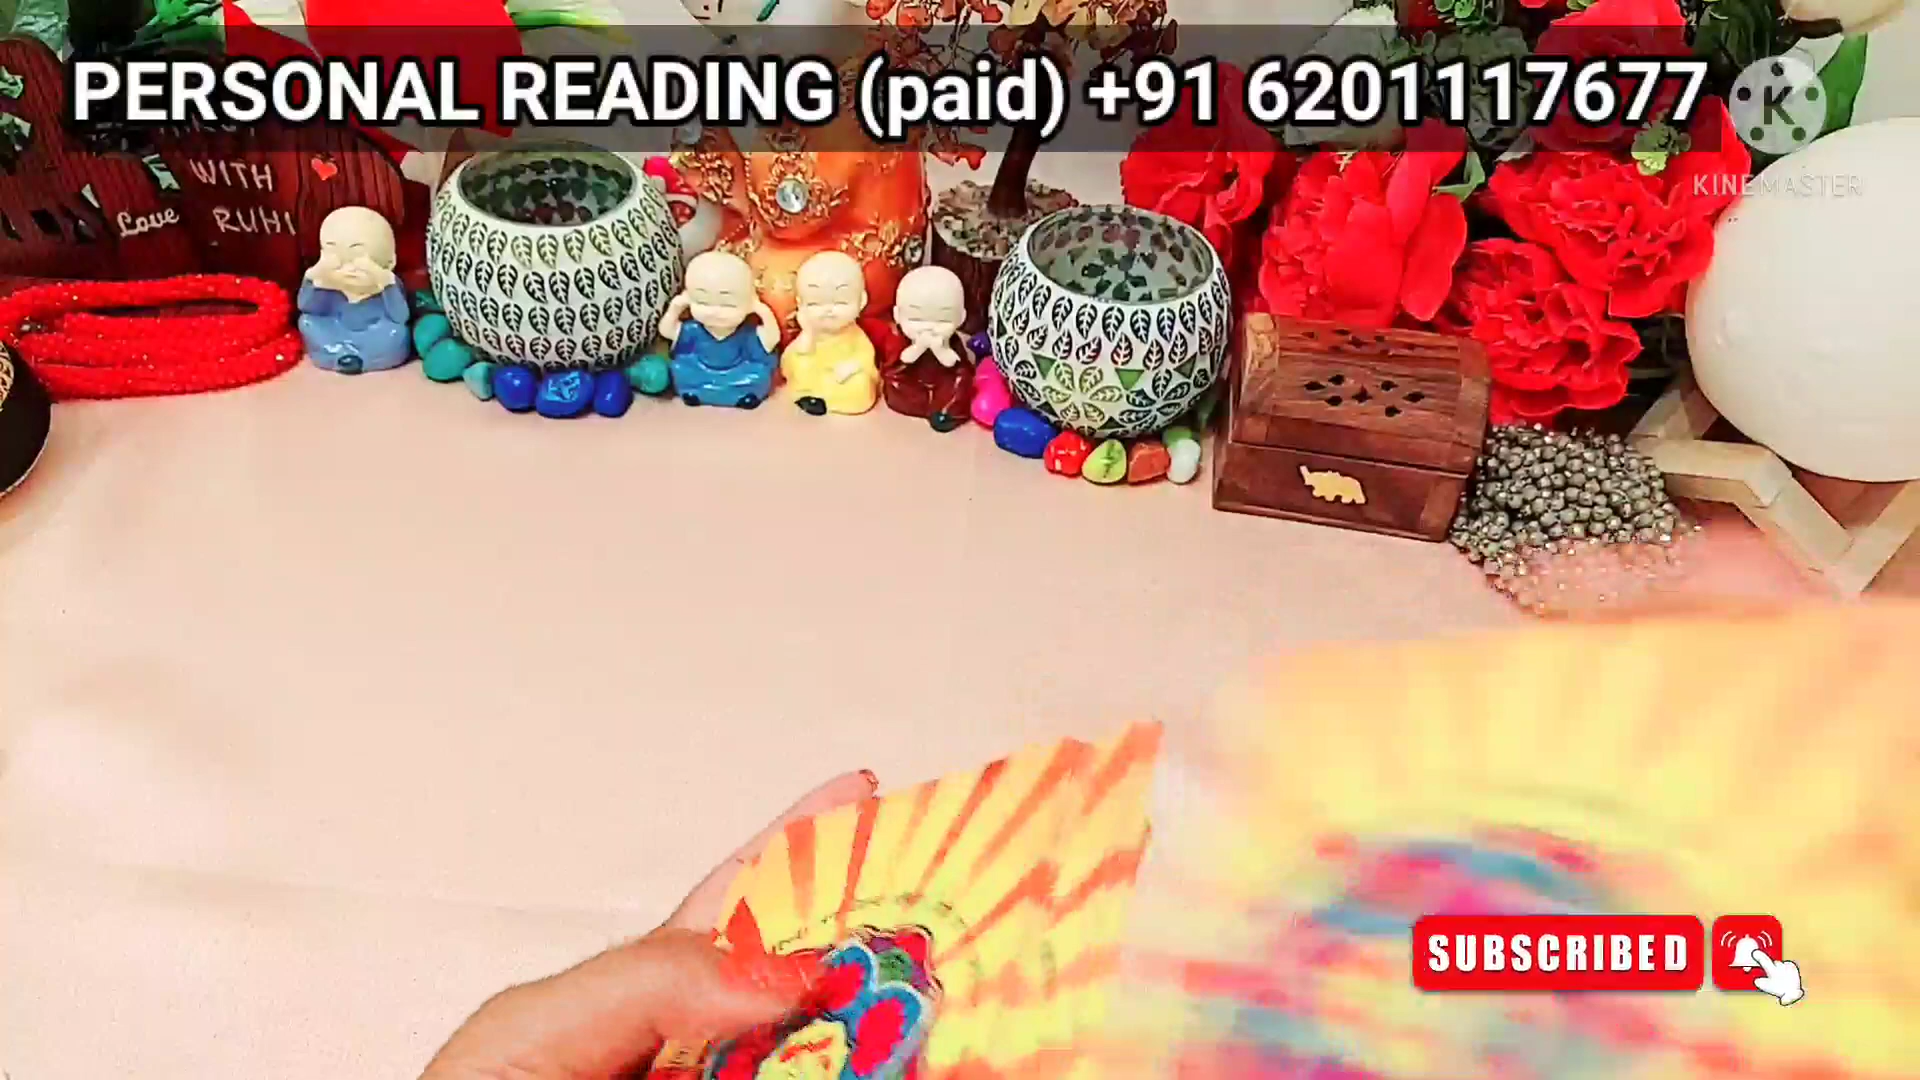 PERSONAL READING (paid) +91 6201117677
K
KINEMASTER
WITH
Love
RUHI
SUBSCRIBED